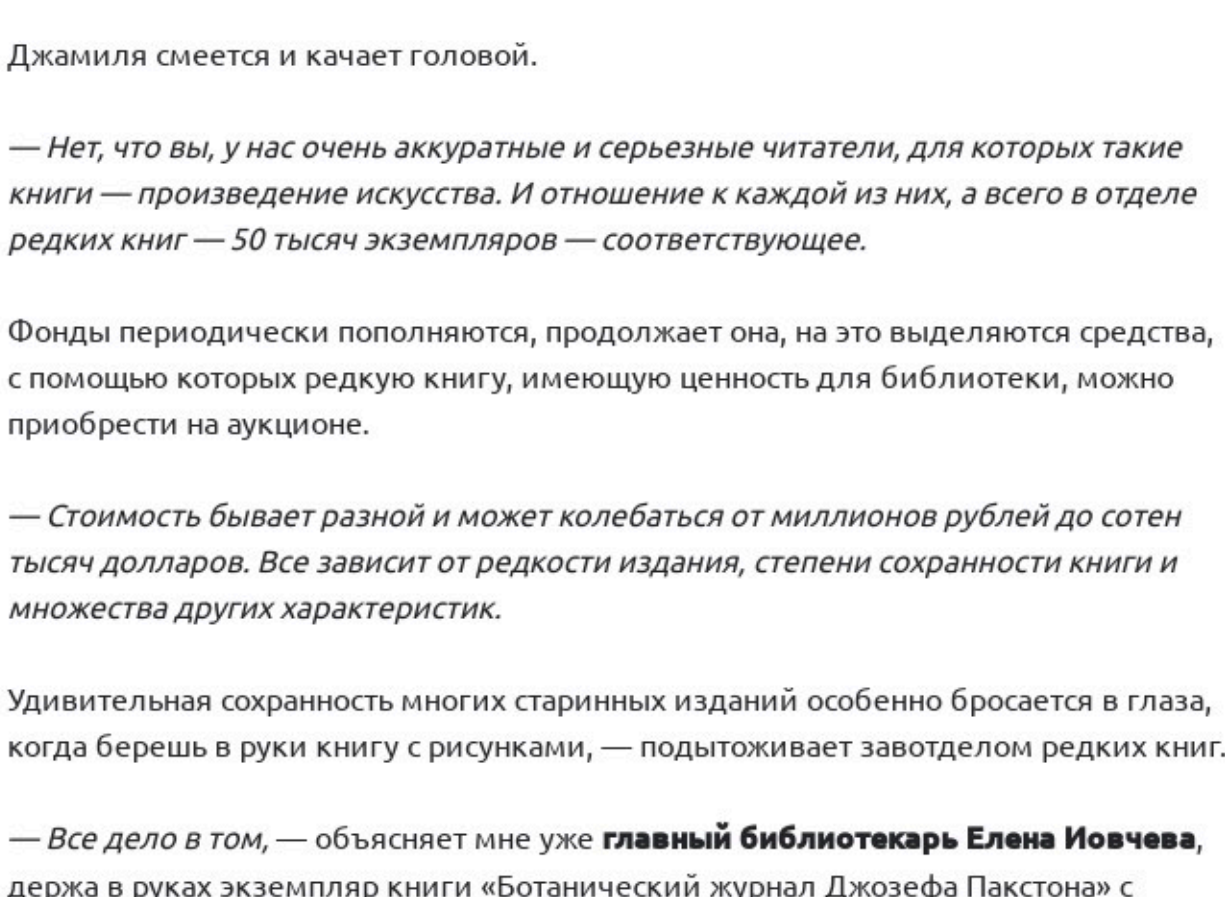 Джамиля смеется и качает головой.
— Нет, что вы, у нас очень аккуратные и серьезные читатели, для которых такие
книги — произведение искусства. И отношение к каждой из них, а всего в отделе
редких книг — 50 тысяч экземпляров — соответствующее.
Фонды периодически пополняются, продолжает она, на это выделяются средства,
с помощью которых редкую книгу, имеющую ценность для библиотеки, можно
приобрести на аукционе.
— Стоимость бывает разной и может колебаться от миллионов рублей до сотен
тысяч долларов. Все зависит от редкости издания, степени сохранности книги и
множества других характеристик.
Удивительная сохранность многих старинных изданий особенно бросается в глаза,
когда берешь в руки книгу с рисунками, — подытоживает завотделом редких книг.
— Все дело в том, — объясняет мне уже главный библиотекарь Елена Иовчева,
держа в руках экземпляр книги «Ботанический журнал Джозефа Пакстона» с